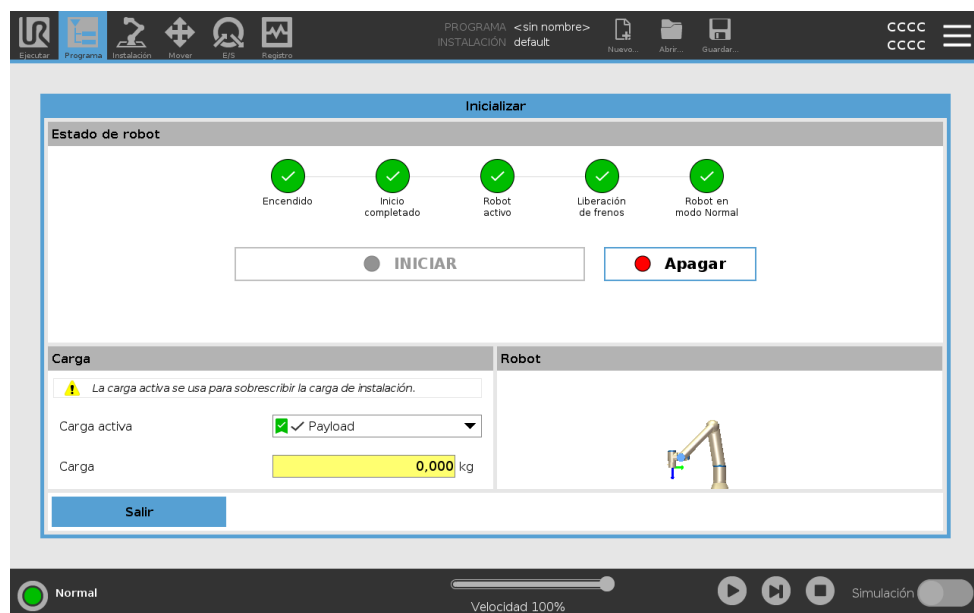 PROGRAMA <sin nombre>
INSTALACIÓN default
CCCC
CCCC
Ejecutar
Programa
Instalación
Mover
E/S
Registro
Nuevo...
Abrir...
Guardar...
Inicializar
Estado de robot
Encendido
Inicio
completado
Robot
activo
Liberación
de frenos
Robot en
modo Normal
INICIAR
Apagar
Carga
Robot
La carga activa se usa para sobrescribir la carga de instalación.
Carga activa
Payload
Carga
0,000 kg
Salir
Normal
Velocidad 100%
Simulación